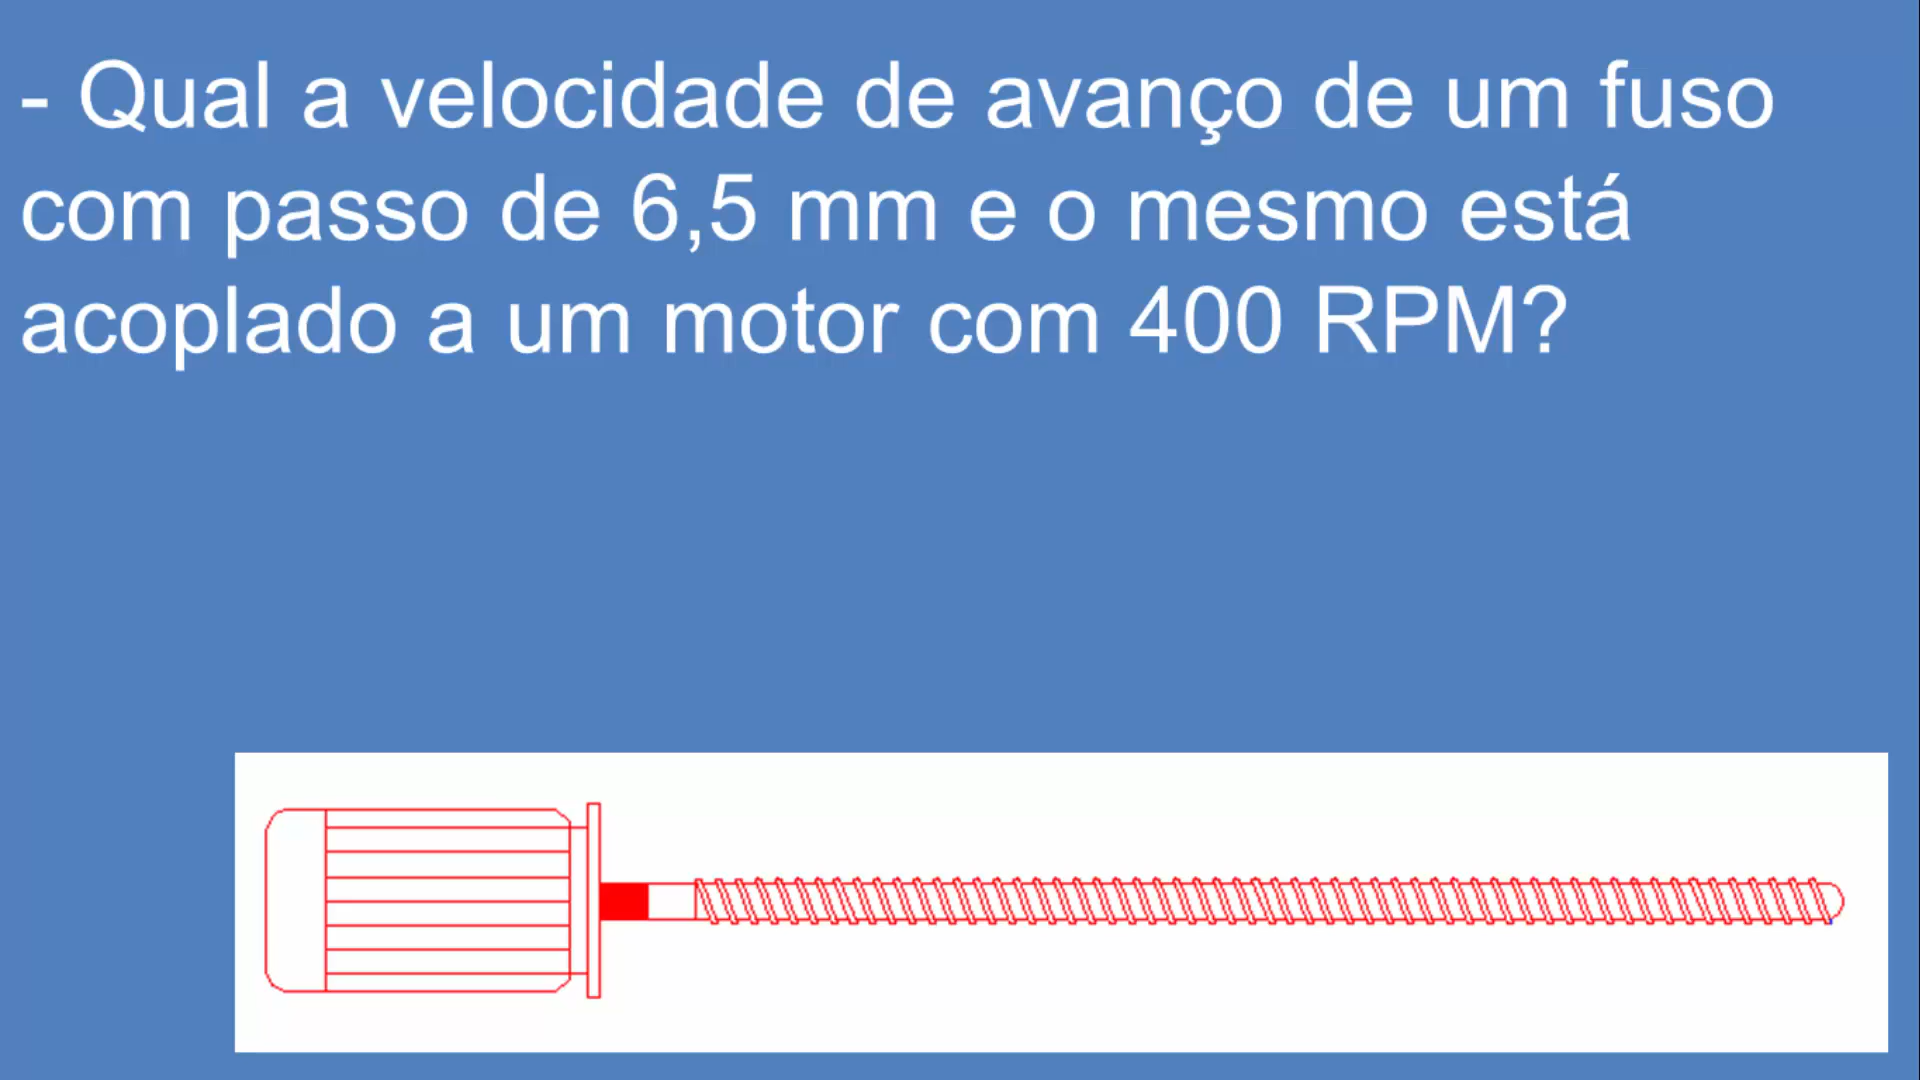 - Qual a velocidade de avanço de um fuso
com passo de 6,5 mm e o mesmo está
acoplado a um motor com 400 RPM?